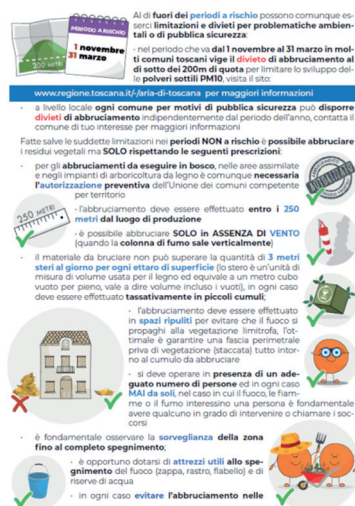 Al di fuori dei periodi a rischio possono comunque es-
serci limitazioni e divieti per problematiche ambien-
tali o di pubblica sicurezza:
PERIODO A RISCHIO
1 novembre
31 marzo
200 metri
· nel periodo che va dal 1 novembre al 31 marzo in mol-
ti comuni toscani vige il divieto di abbruciamento al
di sotto dei 200m di quota per limitare lo sviluppo del-
le polveri sottili PM10, visita il sito:
www.regione.toscana.it/-/aria-di-toscana per maggiori informazioni
· a livello locale ogni comune per motivi di pubblica sicurezza può disporre
divieti di abbruciamento indipendentemente dal periodo dell'anno, contatta il
comune di tuo interesse per maggiori informazioni
Fatte salve le suddette limitazioni nei periodi NON a rischio è possibile abbruciare
i residui vegetali ma SOLO rispettando le seguenti prescrizioni:
· per gli abbruciamenti da eseguire in bosco, nelle aree assimilate
e negli impianti di arboricoltura da legno è comunque necessaria
l'autorizzazione preventiva dell'Unione dei comuni competente
per territorio
250 METRI
· l'abbruciamento deve essere effettuato entro i 250
metri dal luogo di produzione
· è possibile abbruciare SOLO in ASSENZA DI VENTO
(quando la colonna di fumo sale verticalmente)
· il materiale da bruciare non può superare la quantità di 3 metri
steri al giorno per ogni ettaro di superficie (lo stero è un'unità di
misura di volume usata per il legno ed equivale a un metro cubo
vuoto per pieno, vale a dire volume incluso i vuoti), in ogni caso
deve essere effettuato tassativamente in piccoli cumuli;
· l'abbruciamento deve essere effettuato
in spazi ripuliti per evitare che il fuoco si
propaghi alla vegetazione limitrofa, l'ot-
timale è garantire una fascia perimetrale
priva di vegetazione (staccata) tutto intor-
no al cumulo da abbruciare
· si deve operare in presenza di un ade-
guato numero di persone ed in ogni caso
MAI da soli, nel caso in cui il fuoco, le fiam-
me o il fumo interessino una persona è fondamentale
avere qualcuno in grado di intervenire o chiamare i soc-
corsi
· è fondamentale osservare la sorveglianza della zona
fino al completo spegnimento;
· è opportuno dotarsi di attrezzi utili allo spe-
gnimento del fuoco (zappa, rastro, flabello) e di
riserve di acqua
· in ogni caso evitare l'abbruciamento nelle